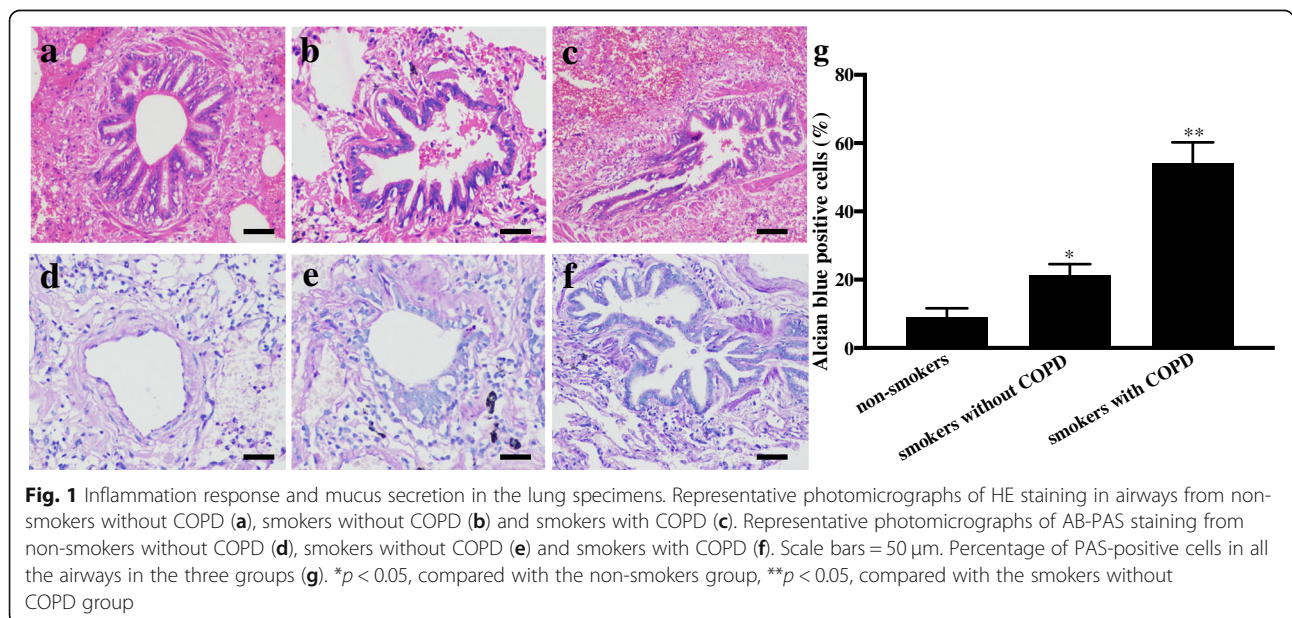 a
b
c
d
e
f
g
Alcian blue positive cells (%)
80
60
40
20
0
*
**
non-smokers
smokers without COPD
smokers with COPD
Fig. 1 Inflammation response and mucus secretion in the lung specimens. Representative photomicrographs of HE staining in airways from non-
smokers without COPD (a), smokers without COPD (b) and smokers with COPD (c). Representative photomicrographs of AB-PAS staining from
non-smokers without COPD (d), smokers without COPD (e) and smokers with COPD (f). Scale bars = 50 μm. Percentage of PAS-positive cells in all
the airways in the three groups (g). *p < 0.05, compared with the non-smokers group, **p < 0.05, compared with the smokers without
COPD group